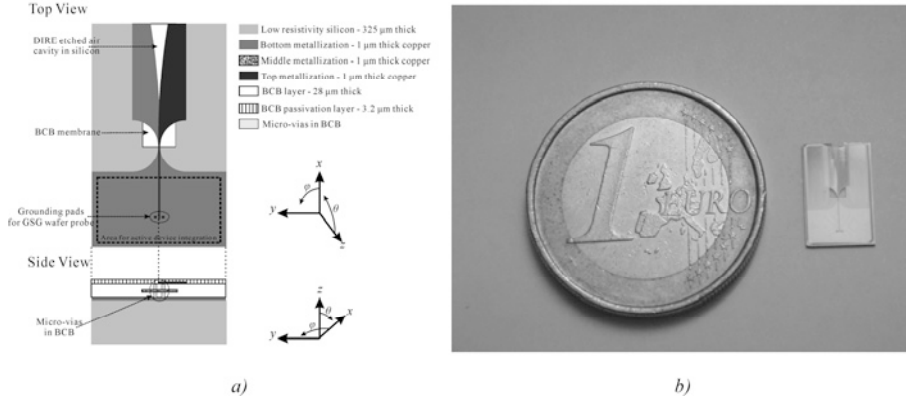 Top View
DIRE etched air
cavity in silicon
BCB membrane
Grounding pads
for GSG wafer probe
Area for active device integration
Side View
Micro-vias
in BCB
Low resistivity silicon - 325 µm thick
Bottom metallization - 1 µm thick copper
Middle metallization - 1 µm thick copper
Top metallization - 1 µm thick copper
BCB layer - 28 µm thick
BCB passivation layer - 3.2 µm thick
Micro-vias in BCB
x
φ
θ
y
z
z
θ
x
φ
y
a)
1
EURO
b)